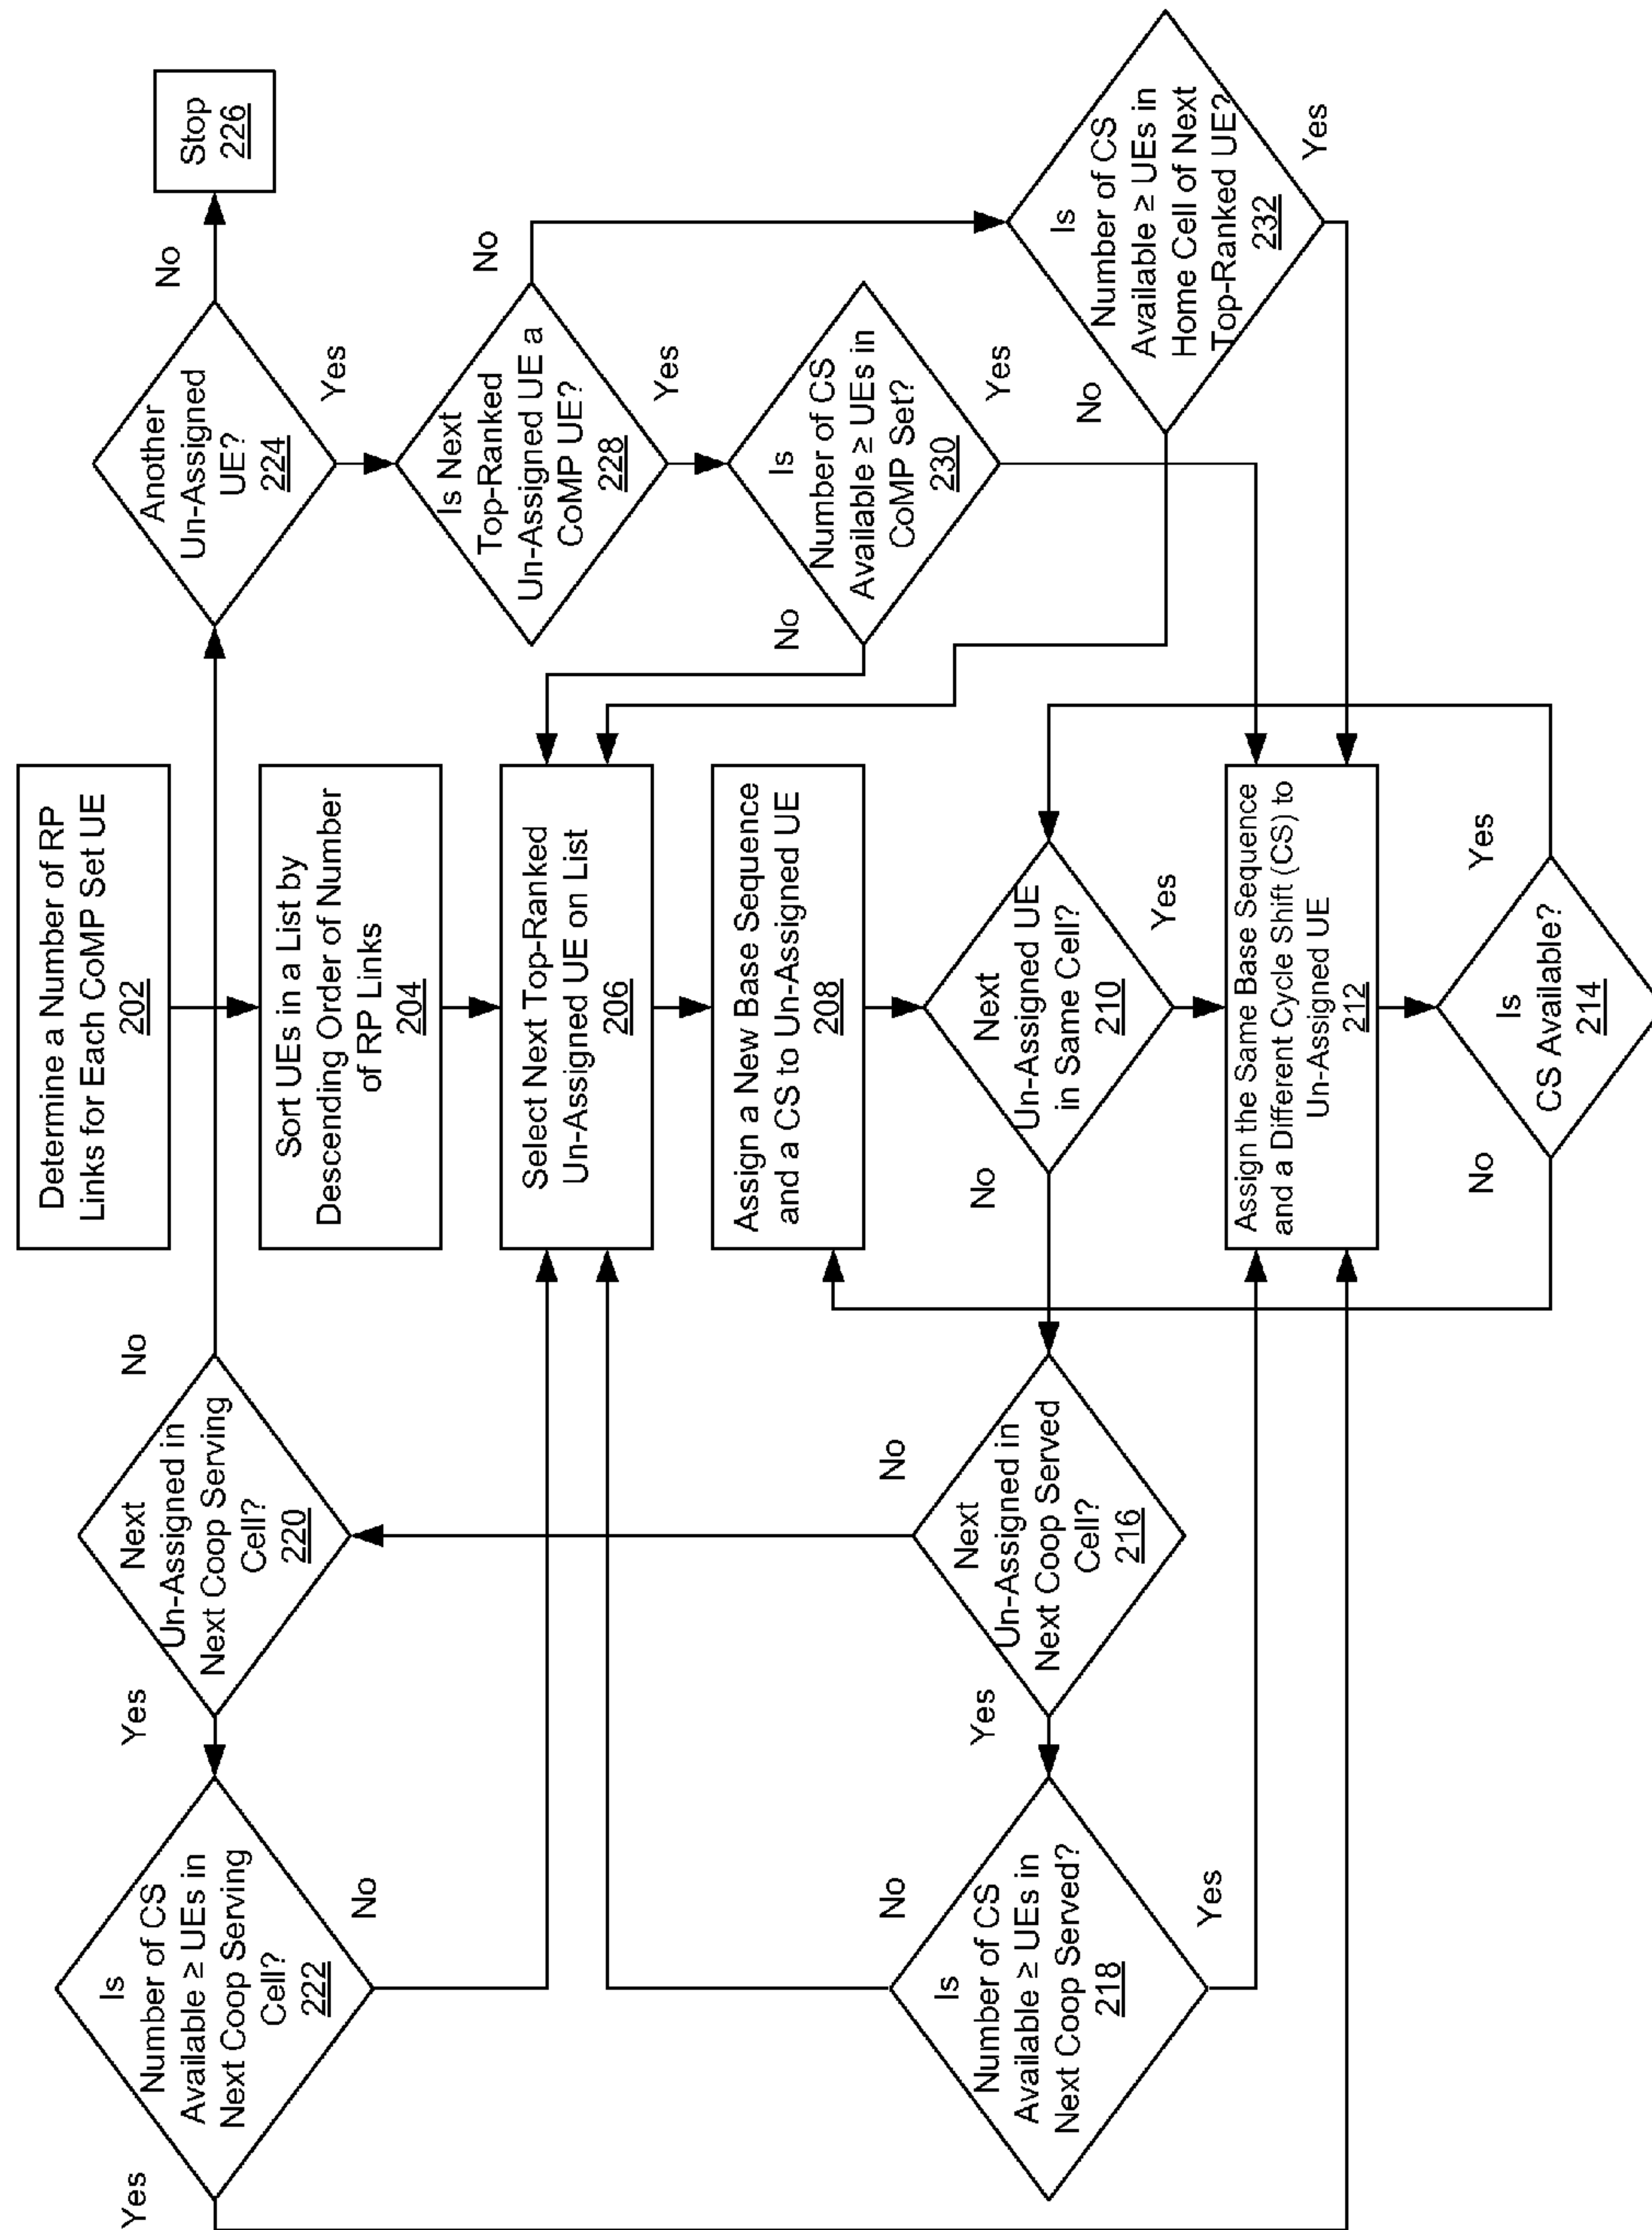 Determine a Number of RP
Links for Each CoMP Set UE
202
Sort UEs in a List by
Descending Order of Number
of RP Links
204
Select Next Top-Ranked
Un-Assigned UE on List
206
Assign a New Base Sequence
and a CS to Un-Assigned UE
208
Next
Un-Assigned UE
in Same Cell?
210
No
Yes
Assign the Same Base Sequence
and a Different Cycle Shift (CS) to
Un-Assigned UE
212
Is
CS Available?
214
No
Yes
Next
Un-Assigned in
Next Coop Served
Cell?
216
No
Yes
Is
Number of CS
Available ≥ UEs in
Next Coop Served?
218
No
Yes
Next
Un-Assigned in
Next Coop Serving
Cell?
220
No
Yes
Is
Number of CS
Available ≥ UEs in
Next Coop Serving
Cell?
222
No
Yes
Another
Un-Assigned
UE?
224
No
Yes
Stop
226
Is Next
Top-Ranked
Un-Assigned UE a
CoMP UE?
228
No
Yes
Is
Number of CS
Available ≥ UEs in
CoMP Set?
230
No
Yes
Is
Number of CS
Available ≥ UEs in
Home Cell of Next
Top-Ranked UE?
232
No
Yes